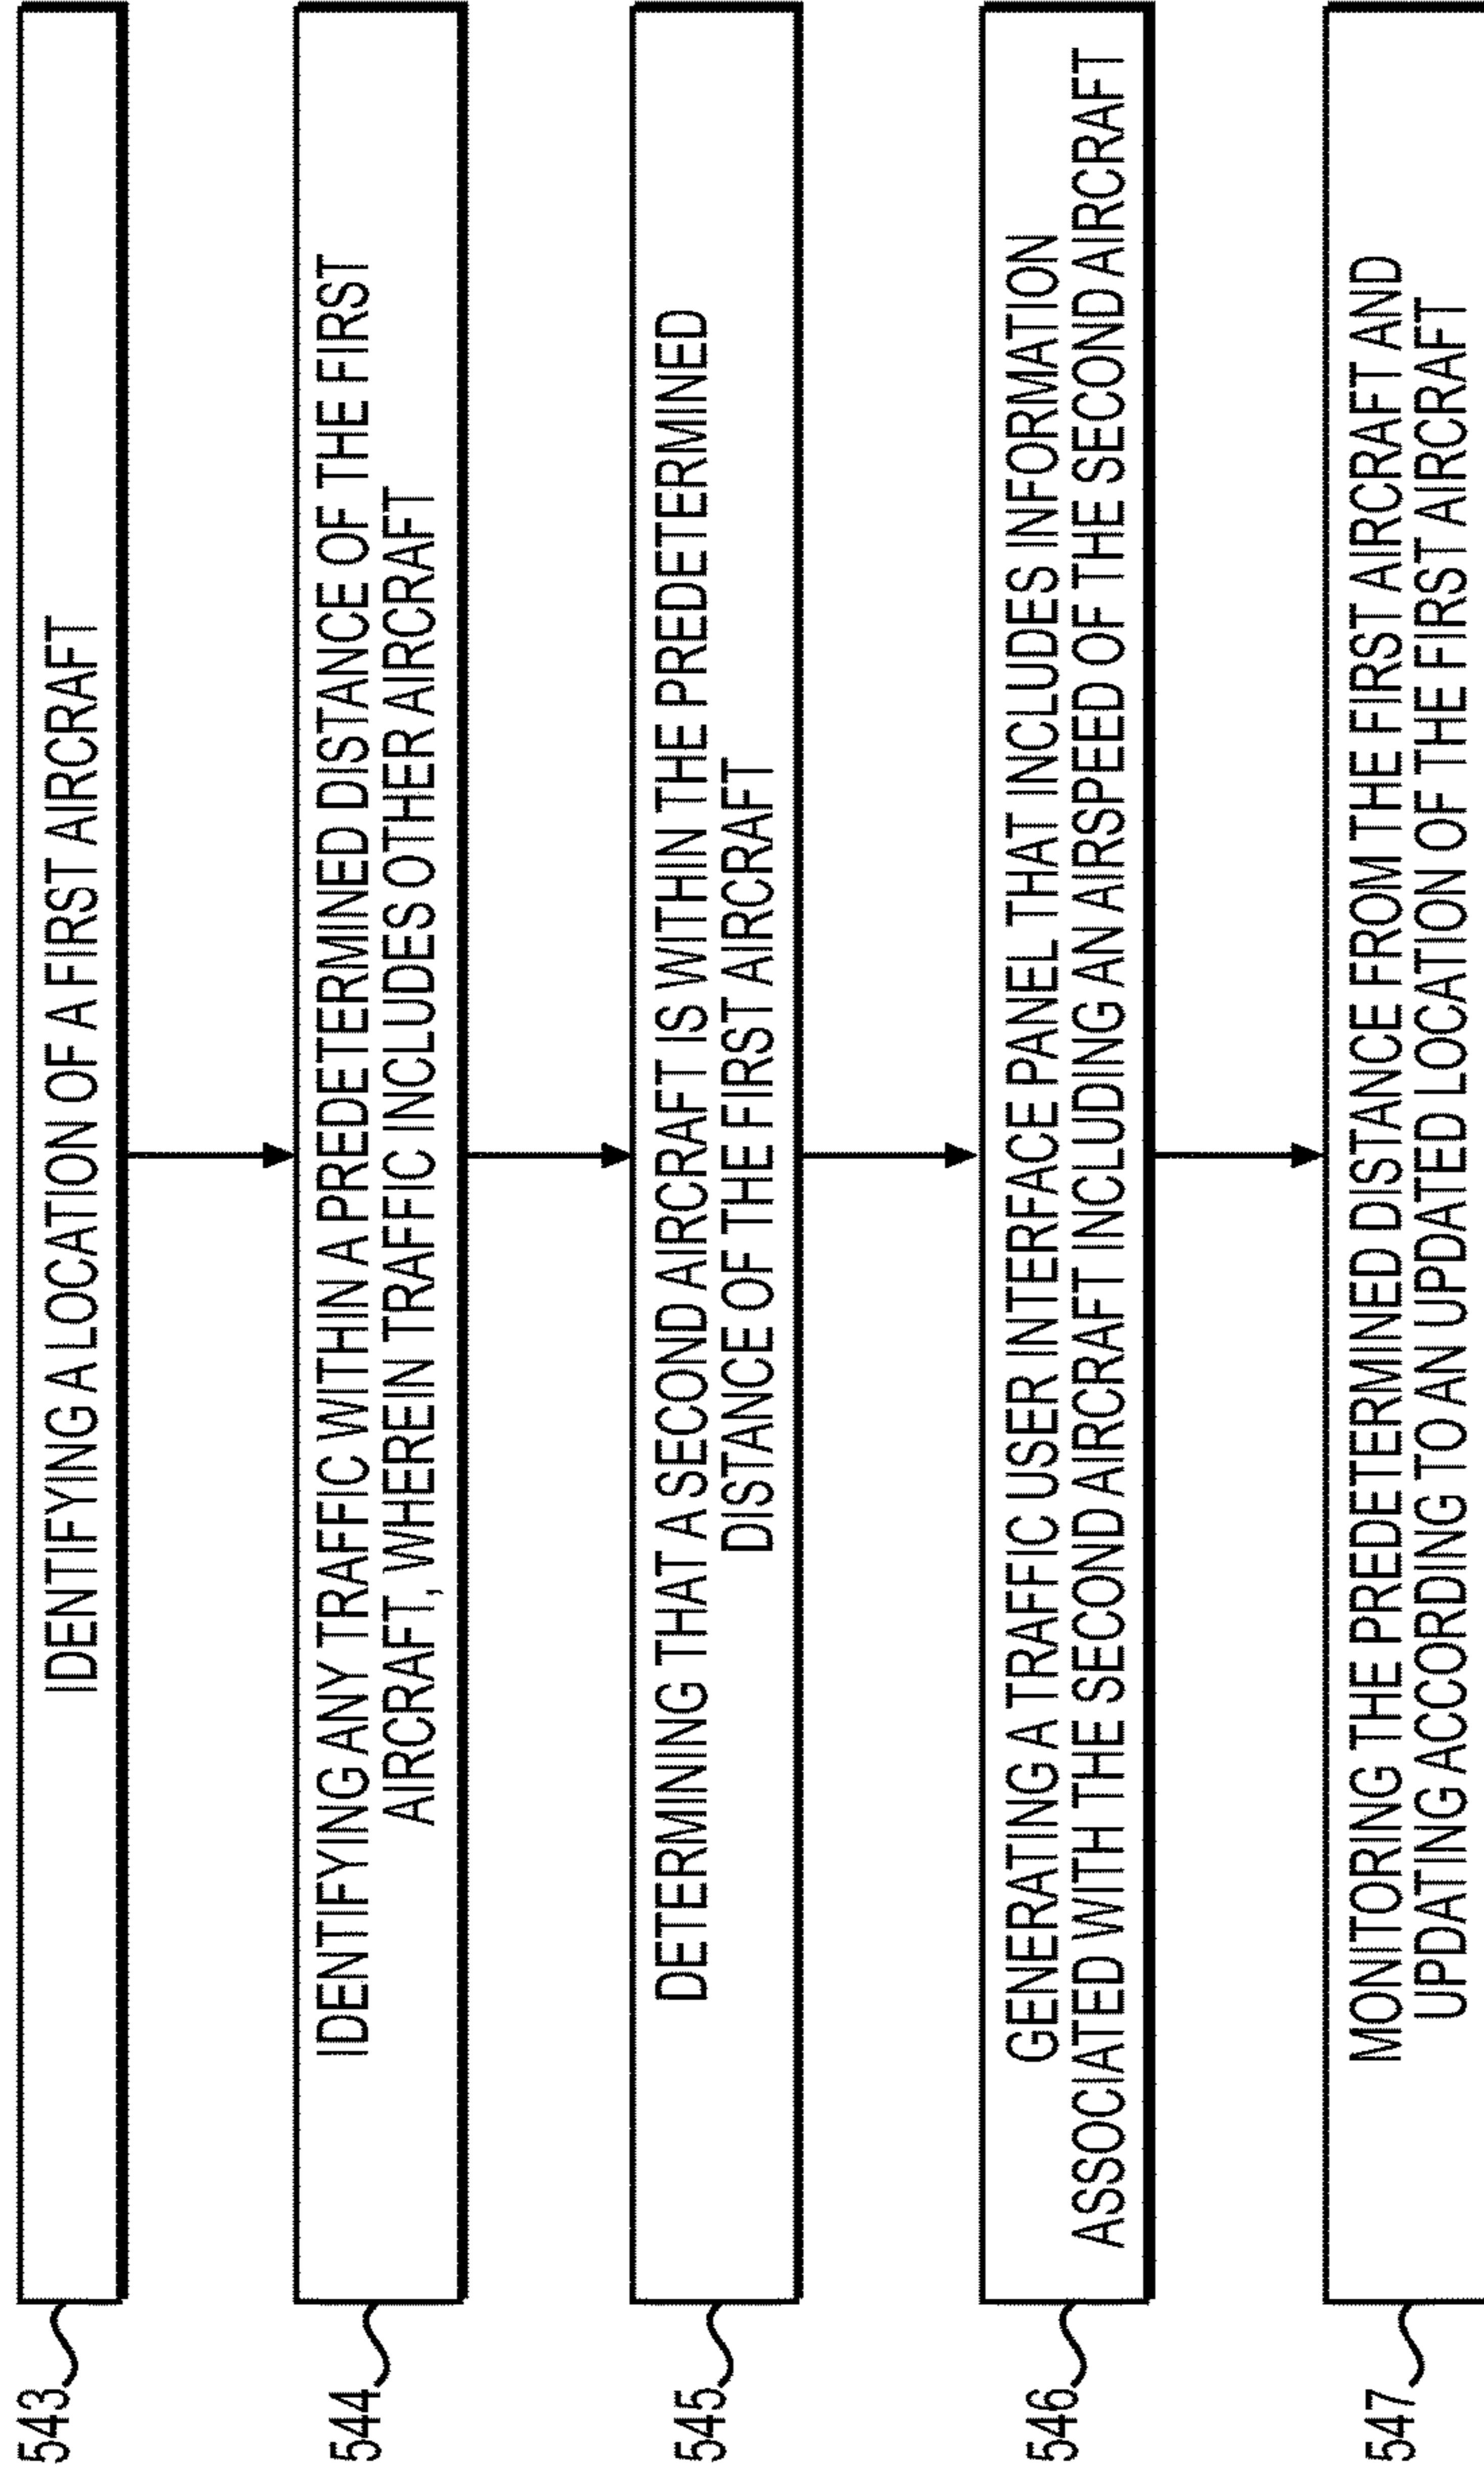 543
IDENTIFYING A LOCATION OF A FIRST AIRCRAFT
544
IDENTIFYING ANY TRAFFIC WITHIN A PREDETERMINED DISTANCE OF THE FIRST
AIRCRAFT, WHEREIN TRAFFIC INCLUDES OTHER AIRCRAFT
545
DETERMINING THAT A SECOND AIRCRAFT IS WITHIN THE PREDETERMINED
DISTANCE OF THE FIRST AIRCRAFT
546
GENERATING A TRAFFIC USER INTERFACE PANEL THAT INCLUDES INFORMATION
ASSOCIATED WITH THE SECOND AIRCRAFT INCLUDING AN AIRSPEED OF THE SECOND AIRCRAFT
547
MONITORING THE PREDETERMINED DISTANCE FROM THE FIRST AIRCRAFT AND
UPDATING ACCORDING TO AN UPDATED LOCATION OF THE FIRST AIRCRAFT